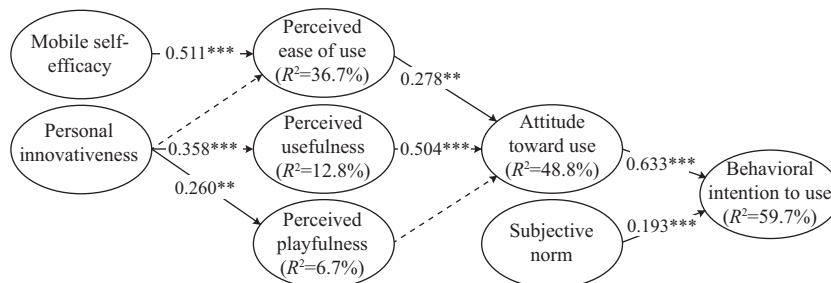 Mobile self-
efficacy
0.511***
Perceived
ease of use
(R²=36.7%)
0.278**
Personal
innovativeness
0.358***
0.260**
Perceived
usefulness
(R²=12.8%)
0.504***
Attitude
toward use
(R²=48.8%)
0.633***
Behavioral
intention to use
(R²=59.7%)
Perceived
playfulness
(R²=6.7%)
Subjective
norm
0.193***